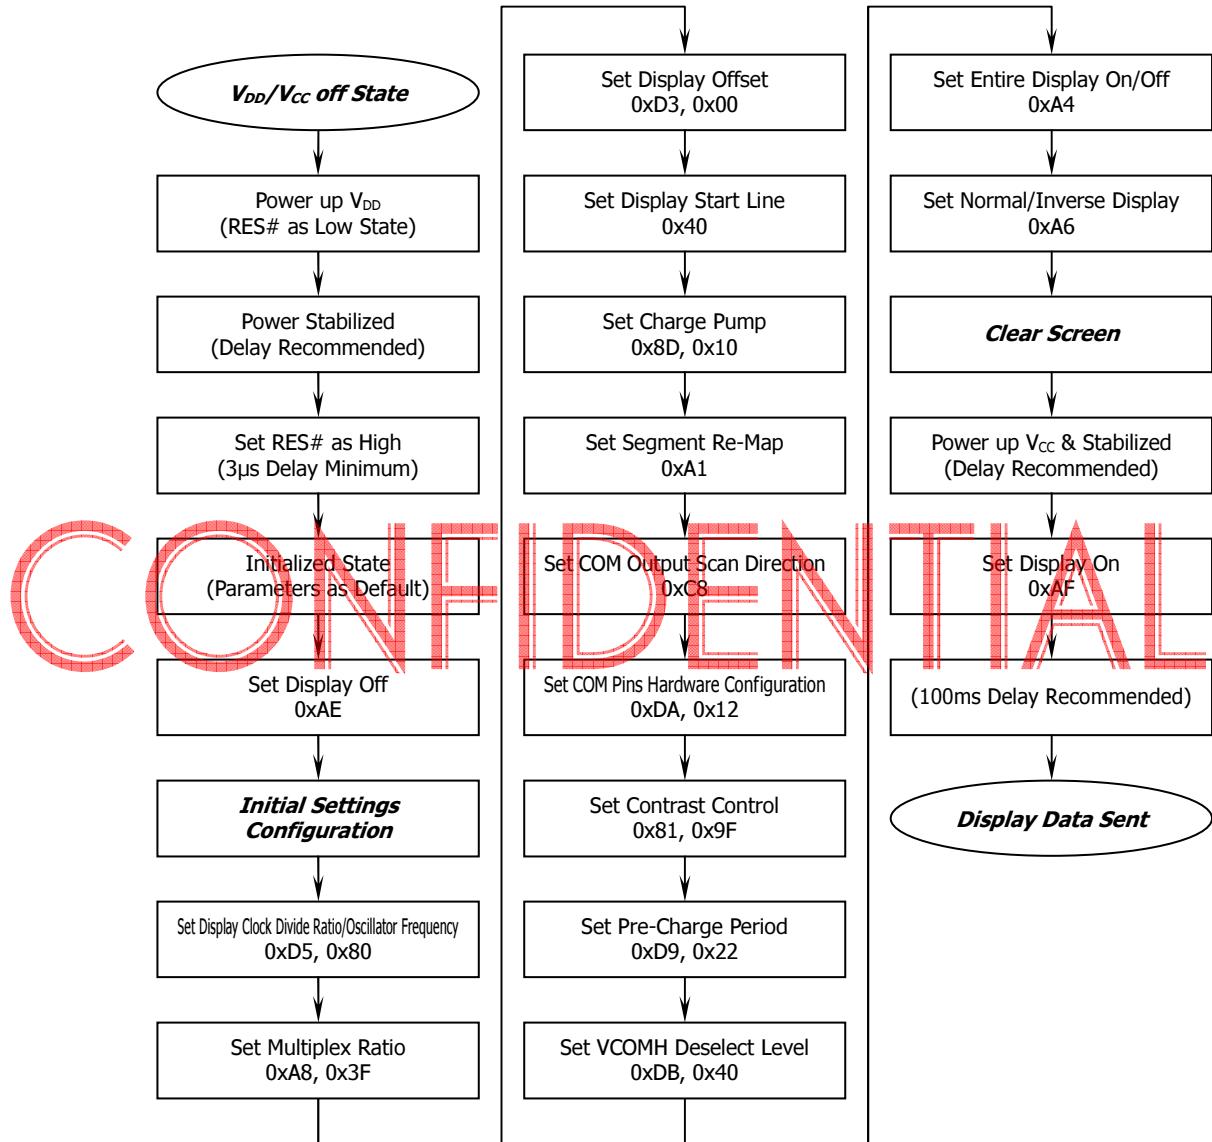 V_DD/V_CC off State
Power up V_DD
(RES# as Low State)
Power Stabilized
(Delay Recommended)
Set RES# as High
(3μs Delay Minimum)
Initialized State
(Parameters as Default)
Set Display Off
0xAE
Initial Settings
Configuration
Set Display Clock Divide Ratio/Oscillator Frequency
0xD5, 0x80
Set Multiplex Ratio
0xA8, 0x3F
Set Display Offset
0xD3, 0x00
Set Display Start Line
0x40
Set Charge Pump
0x8D, 0x10
Set Segment Re-Map
0xA1
Set COM Output Scan Direction
0xC8
Set COM Pins Hardware Configuration
0xDA, 0x12
Set Contrast Control
0x81, 0x9F
Set Pre-Charge Period
0xD9, 0x22
Set VCOMH Deselect Level
0xDB, 0x40
Set Entire Display On/Off
0xA4
Set Normal/Inverse Display
0xA6
Clear Screen
Power up V_CC & Stabilized
(Delay Recommended)
Set Display On
0xAF
(100ms Delay Recommended)
Display Data Sent
CONFIDENTIAL